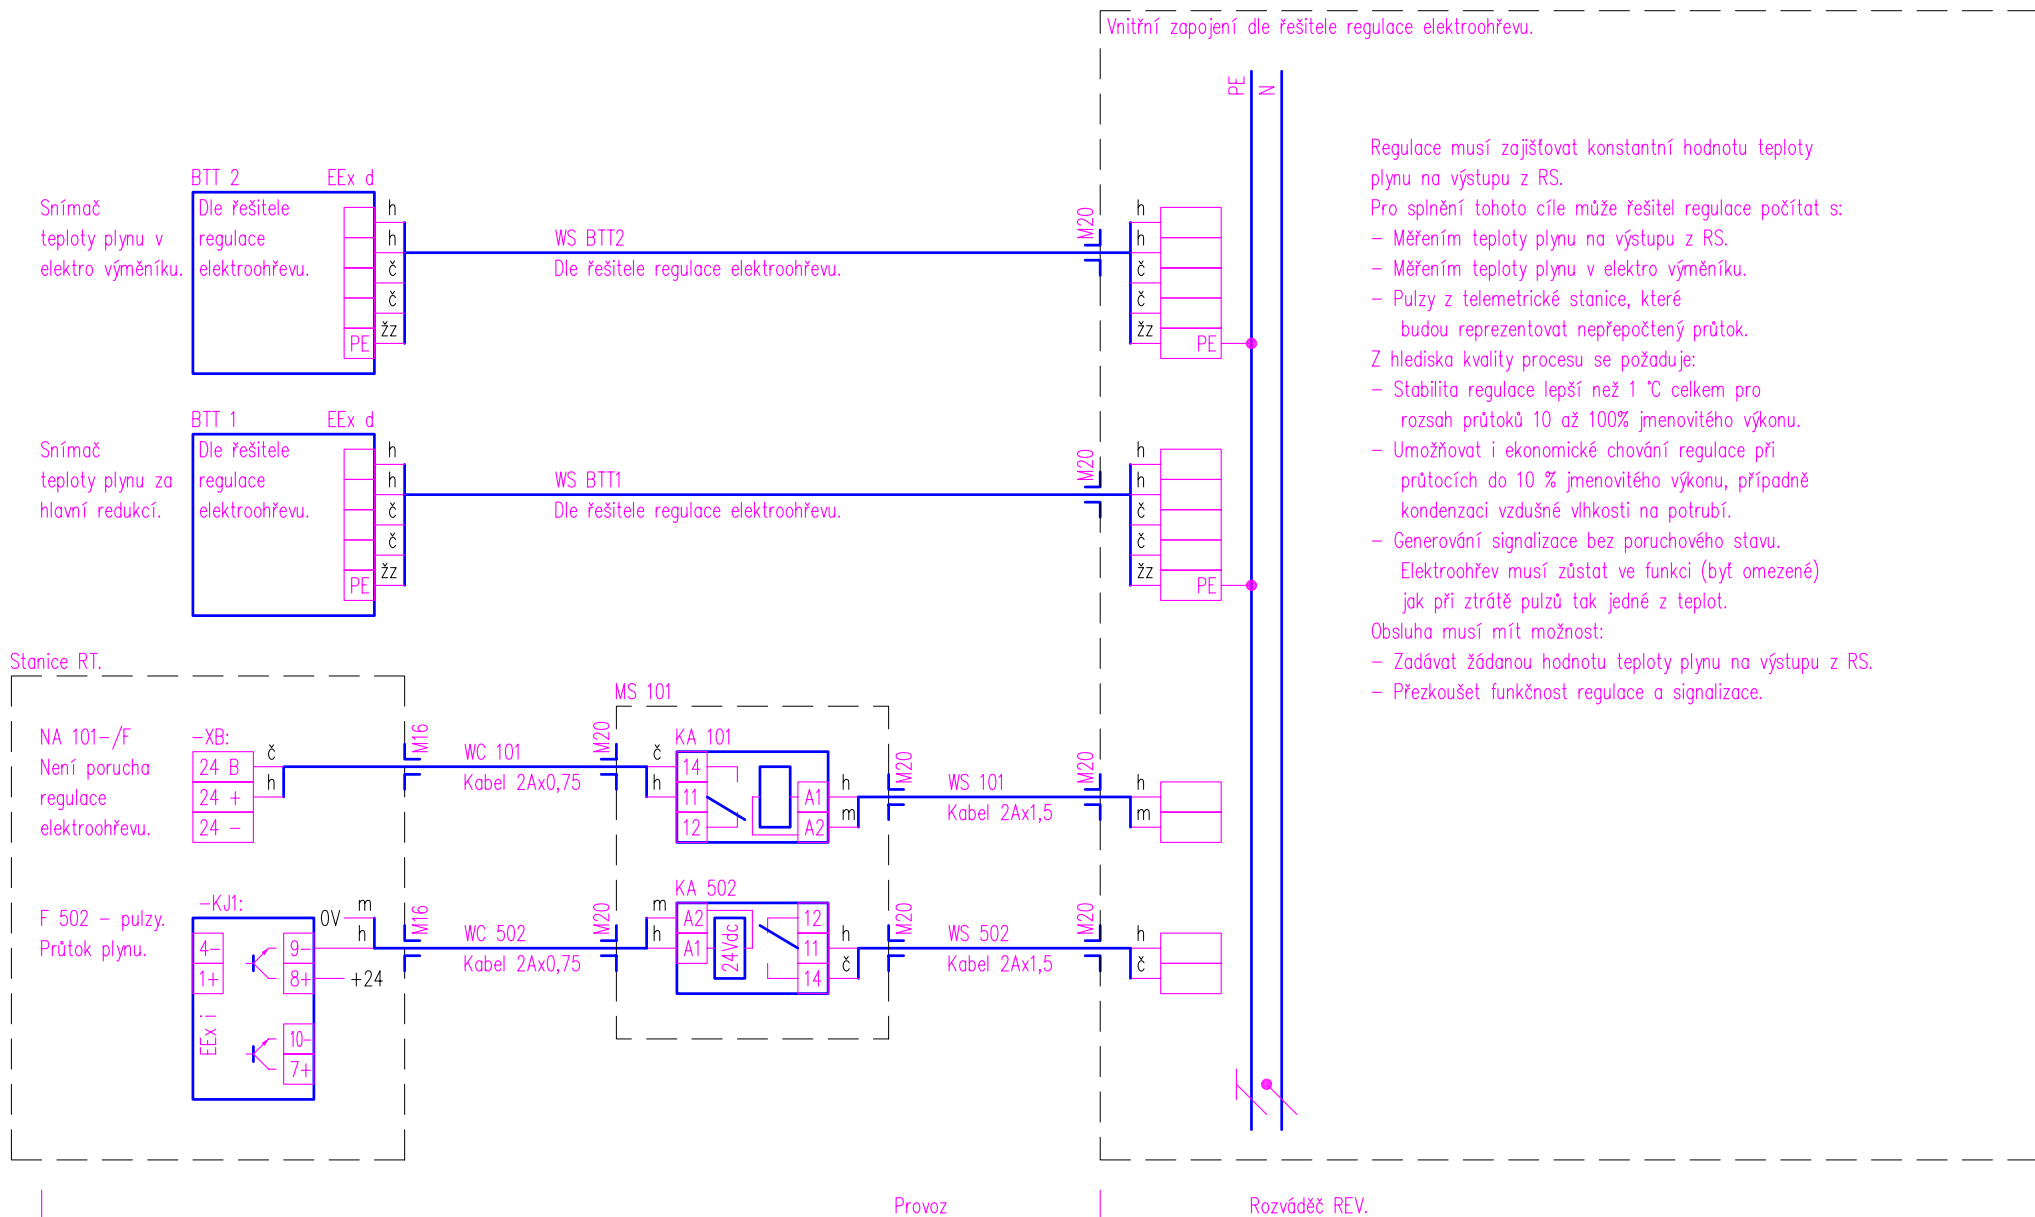 Vnitřní zapojení dle řešitele regulace elektroohřevu.
PE
N
Regulace musí zajišťovat konstantní hodnotu teploty
plynu na výstupu z RS.
Pro splnění tohoto cíle může řešitel regulace počítat s:
– Měřením teploty plynu na výstupu z RS.
– Měřením teploty plynu v elektro výměníku.
– Pulzy z telemetrické stanice, které
budou reprezentovat nepřepočtený průtok.
Z hlediska kvality procesu se požaduje:
– Stabilita regulace lepší než 1 °C celkem pro
rozsah průtoků 10 až 100% jmenovitého výkonu.
– Umožňovat i ekonomické chování regulace při
průtocích do 10 % jmenovitého výkonu, případně
kondenzaci vzdušné vlhkosti na potrubí.
– Generování signalizace bez poruchového stavu.
Elektroohřev musí zůstat ve funkci (byť omezené)
jak při ztrátě pulzů tak jedné z teplot.
Obsluha musí mít možnost:
– Zadávat žádanou hodnotu teploty plynu na výstupu z RS.
– Přezkoušet funkčnost regulace a signalizace.
BTT 2 EEx d
Snímač
teploty plynu v
elektro výměníku.
Dle řešitele
regulace
elektroohřevu.
h
h
č
č
žz
PE
WS BTT2
Dle řešitele regulace elektroohřevu.
M20
h
h
č
č
žz
PE
BTT 1 EEx d
Snímač
teploty plynu za
hlavní redukcí.
Dle řešitele
regulace
elektroohřevu.
h
h
č
č
žz
PE
WS BTT1
Dle řešitele regulace elektroohřevu.
M20
h
h
č
č
žz
PE
Stanice RT.
NA 101–/F
Není porucha
regulace
elektroohřevu.
–XB:
24 B
24 +
24 –
č
h
M16
WC 101
Kabel 2Ax0,75
M20
MS 101
KA 101
č
h
14
11
12
A1
A2
h
m
M20
WS 101
Kabel 2Ax1,5
M20
h
m
F 502 – pulzy.
Průtok plynu.
–KJ1:
4–
1+
EEx i
9–
8+
10–
7+
0V
m
h
+24
M16
WC 502
Kabel 2Ax0,75
M20
KA 502
m
h
A2
A1
24Vdc
12
11
14
h
č
M20
WS 502
Kabel 2Ax1,5
M20
h
č
Provoz
Rozváděč REV.